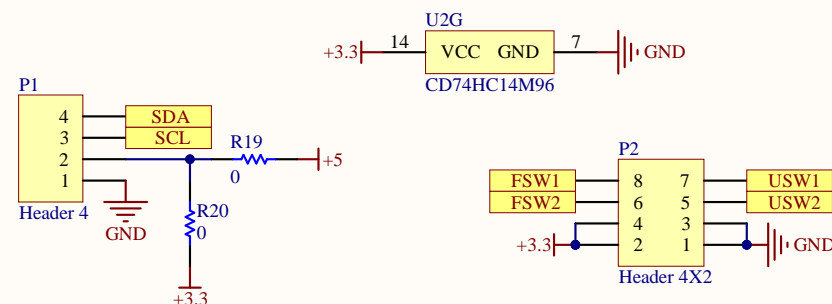 U2G
+3.3 14 VCC GND 7 GND
CD74HC14M96
P1
4 SDA
3 SCL
2
1
Header 4
GND
R19
0
+5
R20
0
+3.3
P2
FSW1 8 7 USW1
FSW2 6 5 USW2
4 3
+3.3 2 1 GND
Header 4X2